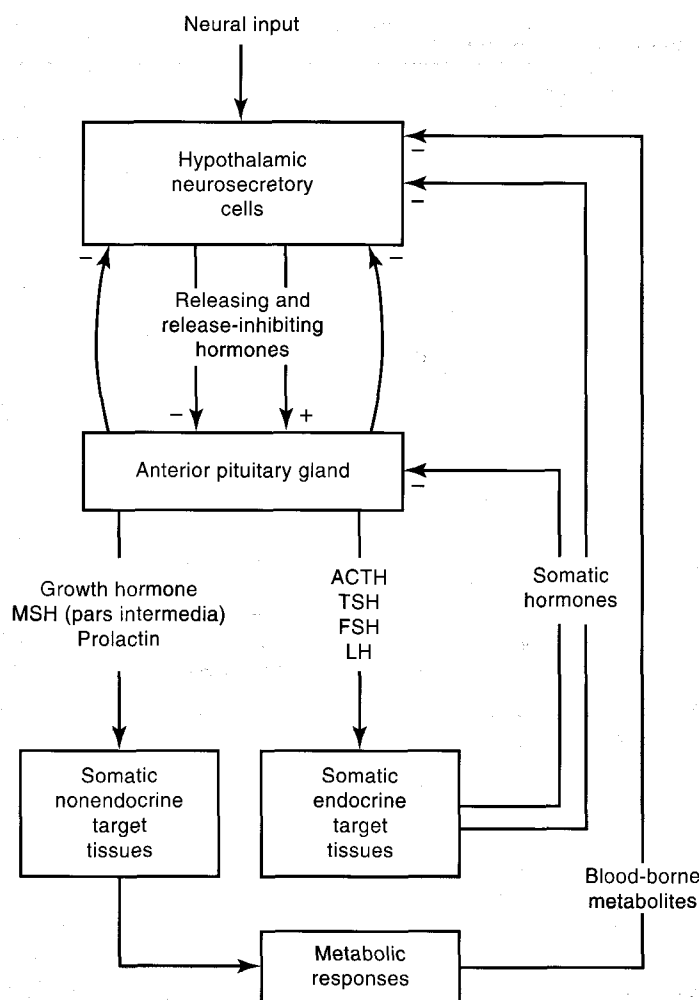 Neural input
Hypothalamic
neurosecretory
cells
−
−
−
−
Releasing and
release-inhibiting
hormones
−
+
Anterior pituitary gland
−
Growth hormone
MSH (pars intermedia)
Prolactin
ACTH
TSH
FSH
LH
Somatic
hormones
Somatic
nonendocrine
target
tissues
Somatic
endocrine
target
tissues
Blood-borne
metabolites
Metabolic
responses